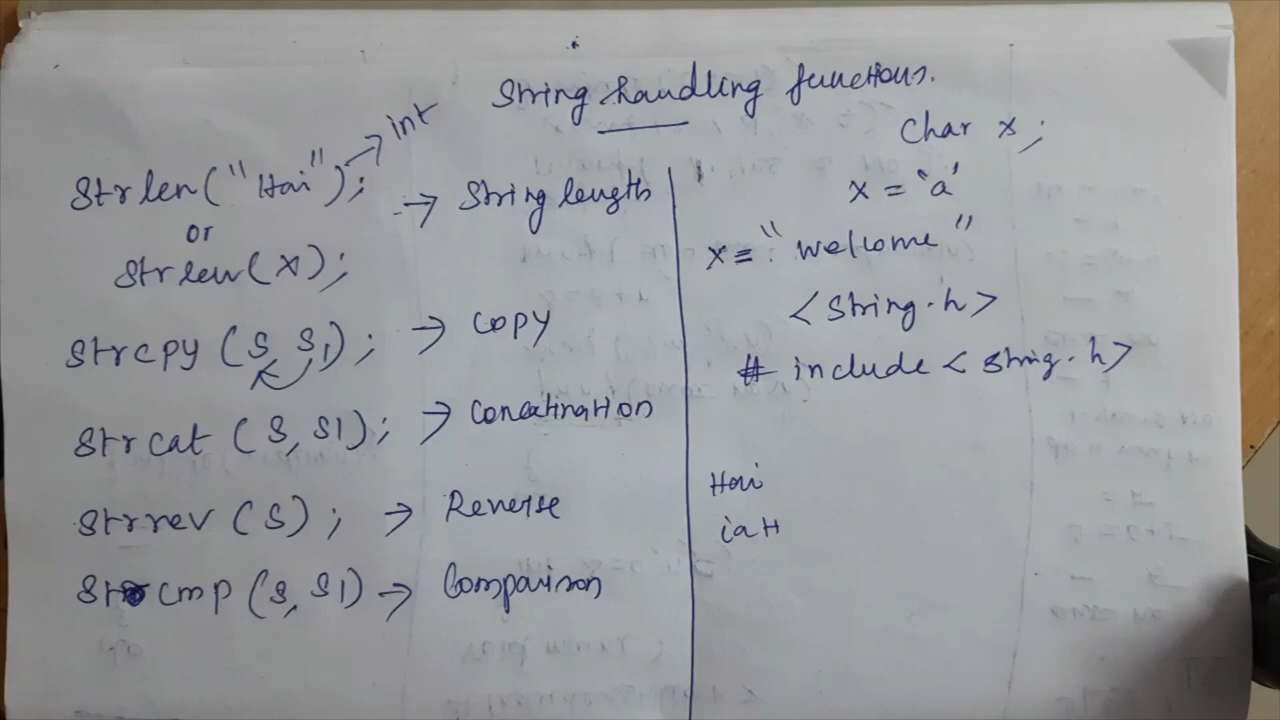 String handling functions.
Strlen("Hai"); → int → String length
or
Strlen(x);
Strcpy (S, S1); → Copy
Strcat (S, S1); → Concatination
Strrev (S); → Reverse
Strcmp (S, S1) → Comparison
Char x;
x = 'a'
x = "welcome"
<String.h>
# include <string.h>
Hai
iaH